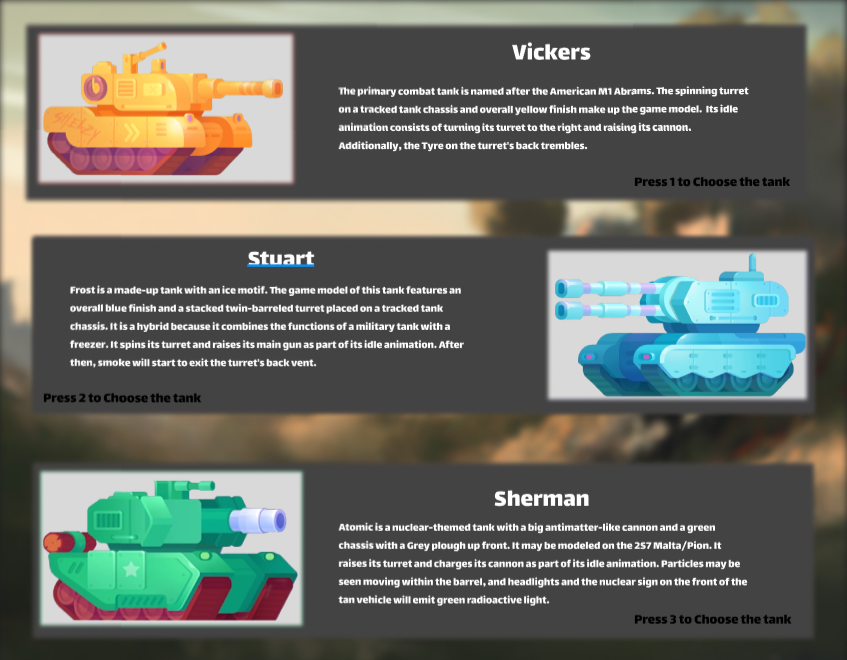 Vickers
The primary combat tank is named after the American M1 Abrams. The spinning turret
on a tracked tank chassis and overall yellow finish make up the game model. Its idle
animation consists of turning its turret to the right and raising its cannon.
Additionally, the Tyre on the turret's back trembles.
Press 1 to Choose the tank
Stuart
Frost is a made-up tank with an ice motif. The game model of this tank features an
overall blue finish and a stacked twin-barreled turret placed on a tracked tank
chassis. It is a hybrid because it combines the functions of a military tank with a
freezer. It spins its turret and raises its main gun as part of its idle animation. After
then, smoke will start to exit the turret's back vent.
Press 2 to Choose the tank
Sherman
Atomic is a nuclear-themed tank with a big antimatter-like cannon and a green
chassis with a Grey plough up front. It may be modeled on the 2S7 Malta/Pion. It
raises its turret and charges its cannon as part of its idle animation. Particles may be
seen moving within the barrel, and headlights and the nuclear sign on the front of the
tan vehicle will emit green radioactive light.
Press 3 to Choose the tank